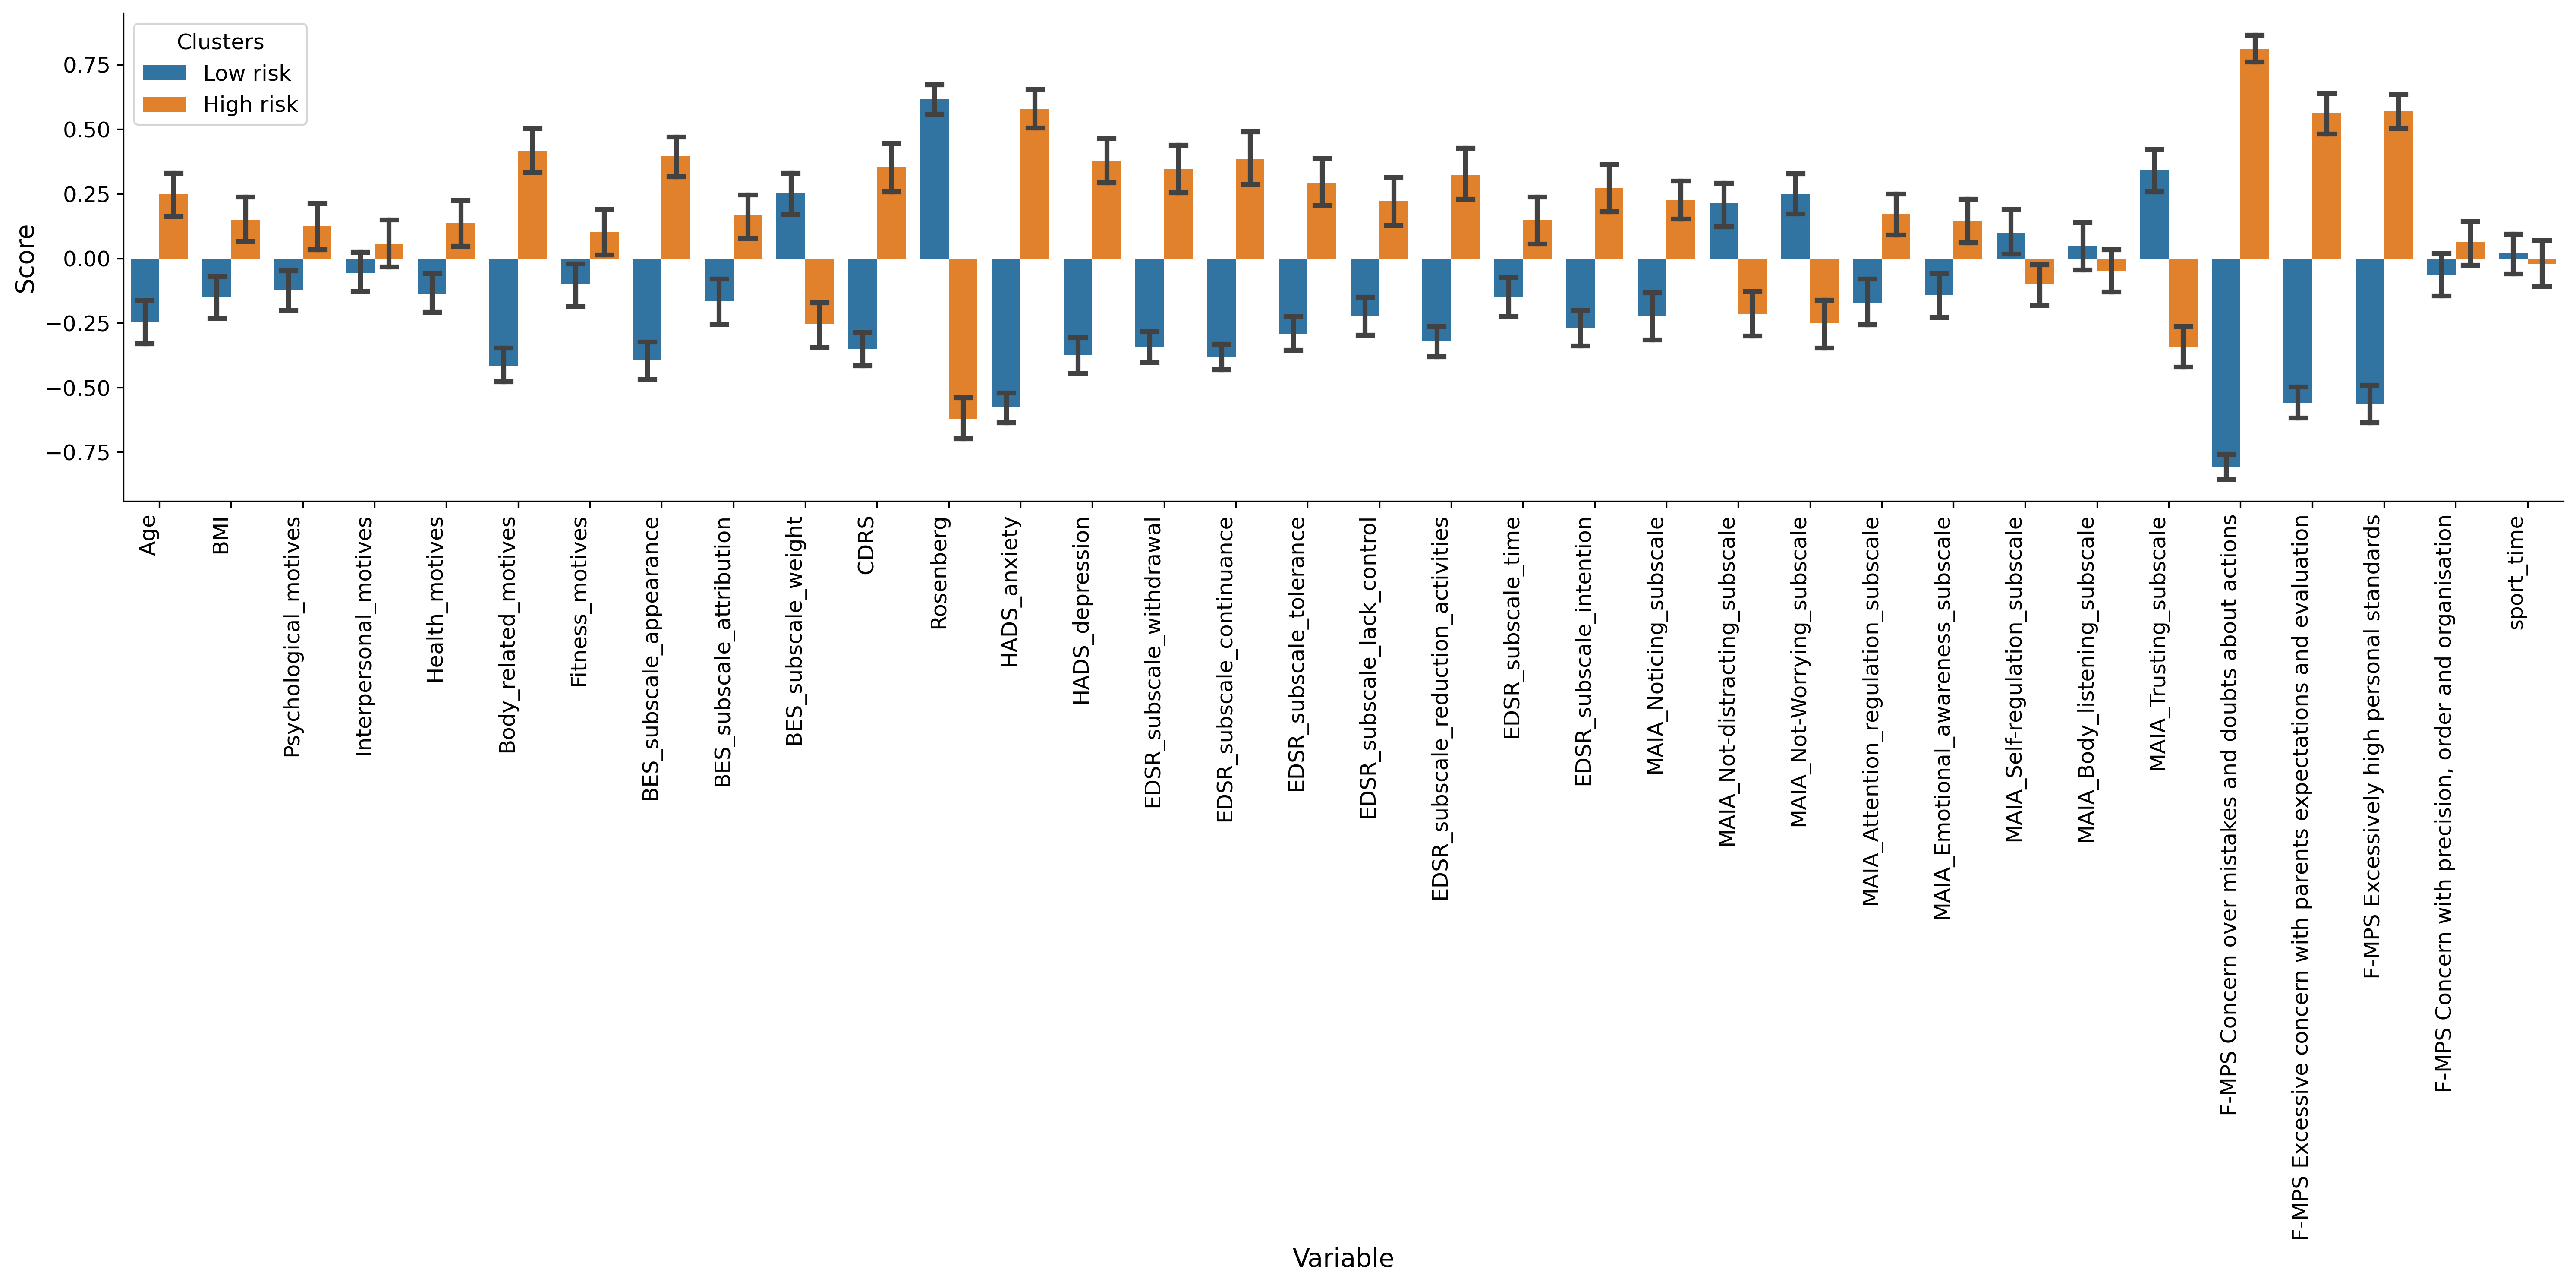 Clusters
Low risk
High risk
Score
0.75
0.50
0.25
0.00
−0.25
−0.50
−0.75
Age
BMI
Psychological_motives
Interpersonal_motives
Health_motives
Body_related_motives
Fitness_motives
BES_subscale_appearance
BES_subscale_attribution
BES_subscale_weight
CDRS
Rosenberg
HADS_anxiety
HADS_depression
EDSR_subscale_withdrawal
EDSR_subscale_continuance
EDSR_subscale_tolerance
EDSR_subscale_lack_control
EDSR_subscale_reduction_activities
EDSR_subscale_time
EDSR_subscale_intention
MAIA_Noticing_subscale
MAIA_Not-distracting_subscale
MAIA_Not-Worrying_subscale
MAIA_Attention_regulation_subscale
MAIA_Emotional_awareness_subscale
MAIA_Self-regulation_subscale
MAIA_Body_listening_subscale
MAIA_Trusting_subscale
F-MPS Concern over mistakes and doubts about actions
F-MPS Excessive concern with parents expectations and evaluation
F-MPS Excessively high personal standards
F-MPS Concern with precision, order and organisation
sport_time
Variable